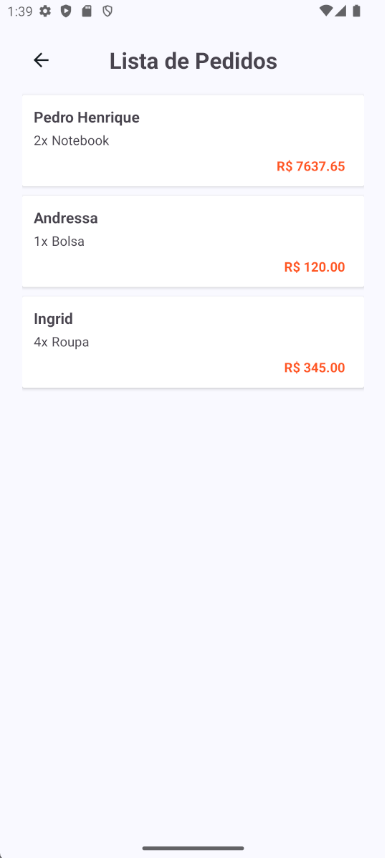 1:39
Lista de Pedidos
Pedro Henrique
2x Notebook
R$ 7637.65
Andressa
1x Bolsa
R$ 120.00
Ingrid
4x Roupa
R$ 345.00